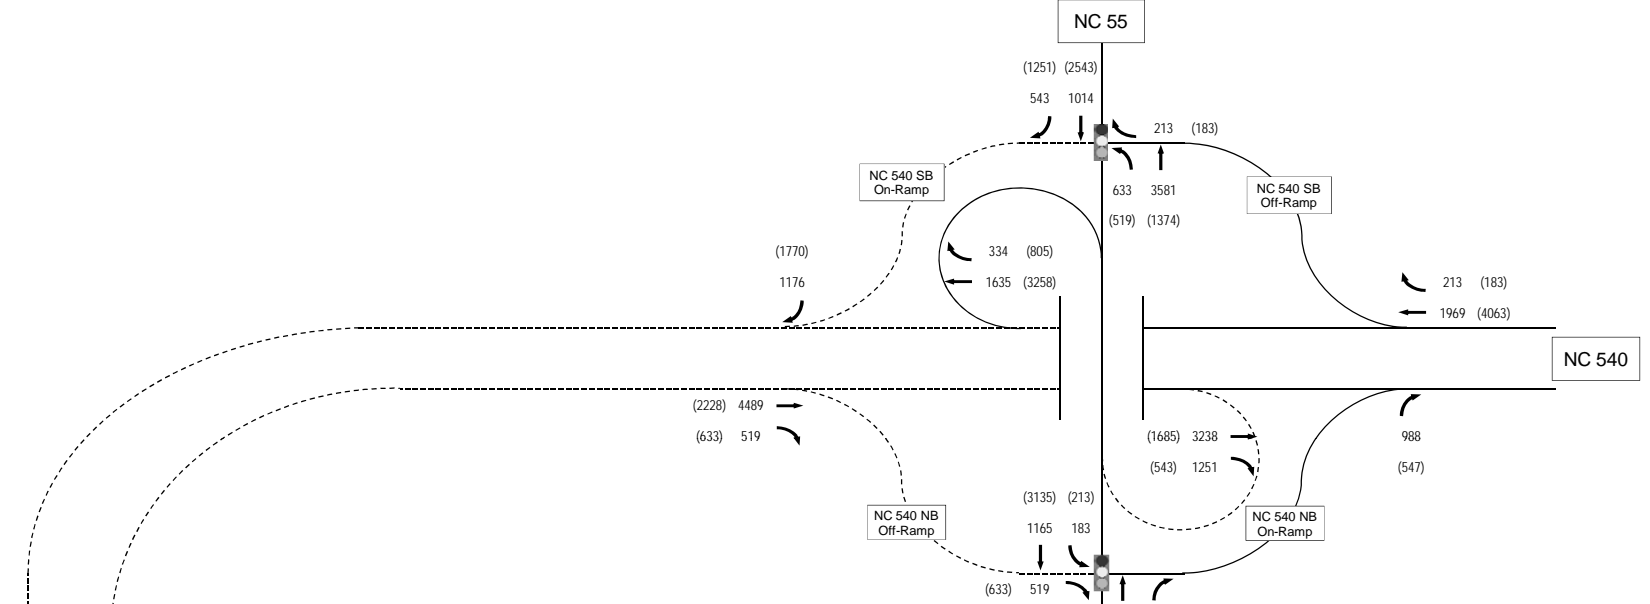 NC 55
(1251) (2543)
543 1014
213 (183)
633 3581
(519) (1374)
NC 540 SB
On-Ramp
NC 540 SB
Off-Ramp
(1770)
1176
334 (805)
1635 (3258)
213 (183)
1969 (4063)
NC 540
(2228) 4489
(633) 519
(1685) 3238
(543) 1251
988
(547)
(3135) (213)
1165 183
NC 540 NB
Off-Ramp
NC 540 NB
On-Ramp
(633) 519